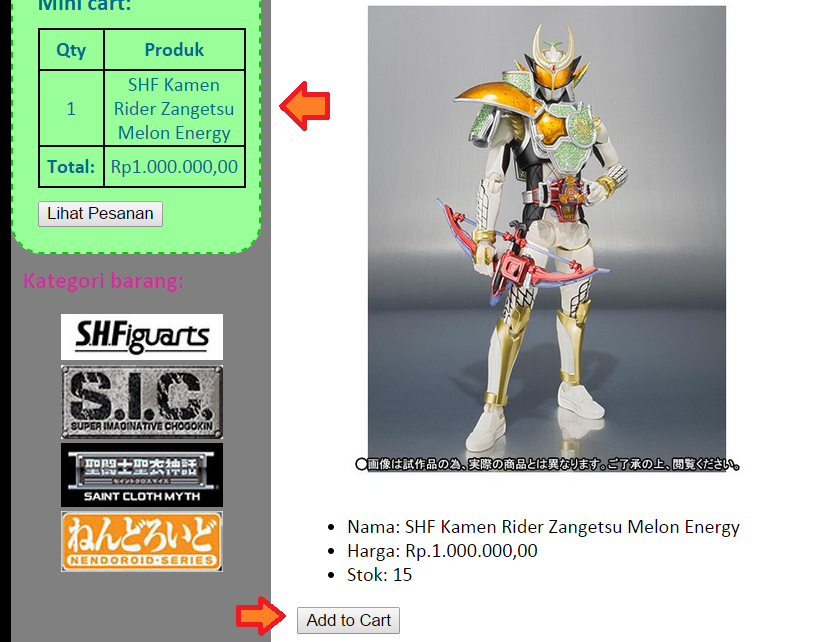 Mini cart:
Qty Produk
1 SHF Kamen
Rider Zangetsu
Melon Energy
Total: Rp1.000.000,00
Lihat Pesanan
Kategori barang:
S.H.Figuarts
S.I.C.
SUPER IMAGINATIVE CHOGOKIN
聖闘士聖衣神話
セイントクロスマイス
SAINT CLOTH MYTH
ねんどろいど
NENDOROID-SERIES
〇画像は試作品の為、実際の商品とは異なります。ご了承の上、閲覧ください。
Nama: SHF Kamen Rider Zangetsu Melon Energy
Harga: Rp.1.000.000,00
Stok: 15
Add to Cart